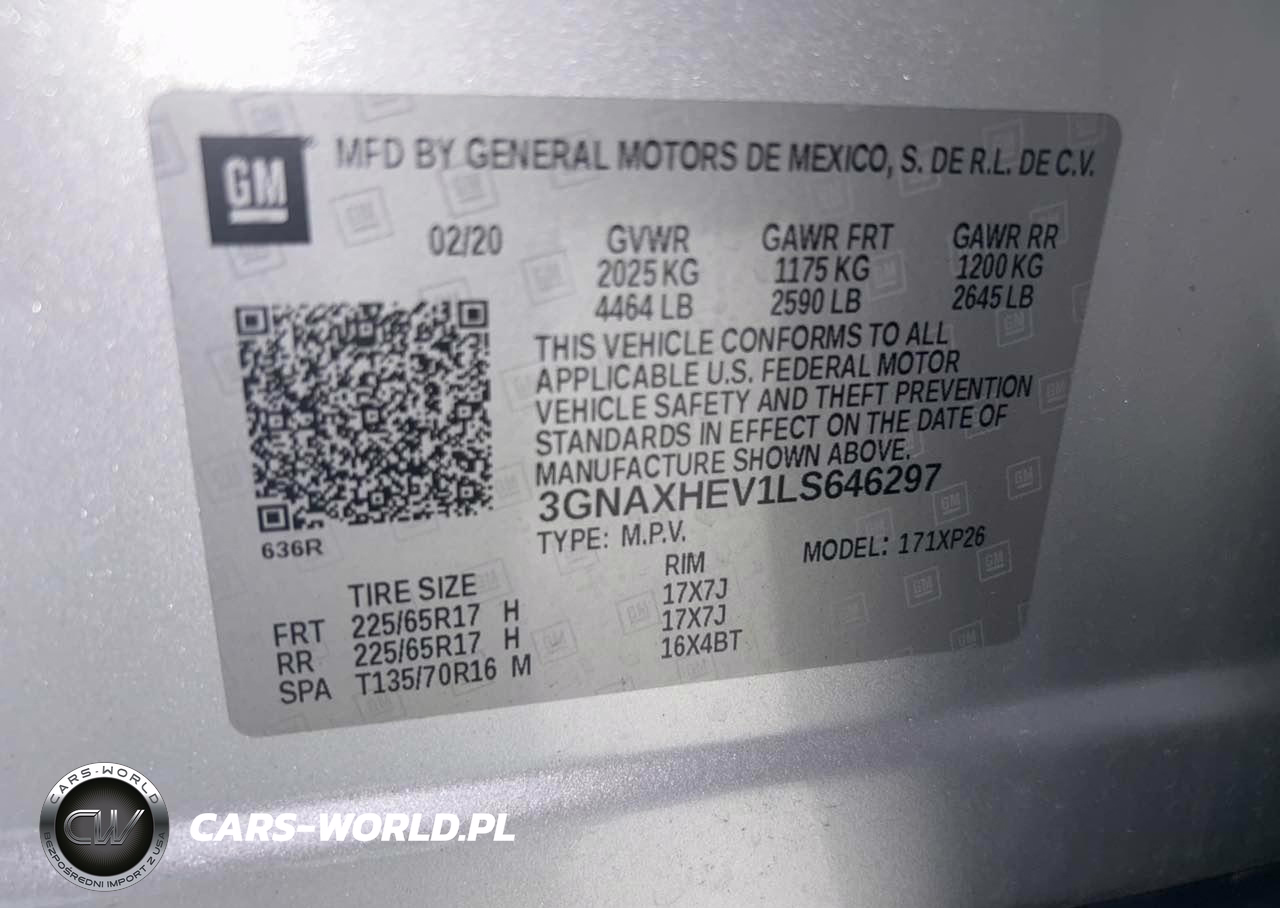 GM MFD BY GENERAL MOTORS DE MEXICO, S. DE R.L. DE C.V.
02/20 GVWR GAWR FRT GAWR RR
2025 KG 1175 KG 1200 KG
4464 LB 2590 LB 2645 LB
THIS VEHICLE CONFORMS TO ALL
APPLICABLE U.S. FEDERAL MOTOR
VEHICLE SAFETY AND THEFT PREVENTION
STANDARDS IN EFFECT ON THE DATE OF
MANUFACTURE SHOWN ABOVE.
3GNAXHEV1LS646297
636R TYPE: M.P.V. MODEL: 171XP26
TIRE SIZE RIM
FRT 225/65R17 H 17X7J
RR 225/65R17 H 17X7J
SPA T135/70R16 M 16X4BT
CARS-WORLD
CW
BEZPOŚREDNI IMPORT Z USA
CARS-WORLD.PL